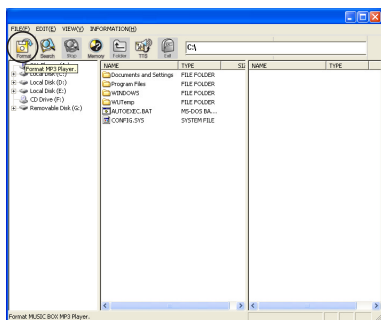 FILE(F) EDIT(E) VIEW(V) INFORMATION(H)
Format Search Stop Memory Folder TTS Exit C:\
Format MP3 Player.
Local Disk (C:)
Local Disk (D:)
Local Disk (E:)
CD Drive (F:)
Removable Disk (G:)
NAME TYPE SIZ
Documents and Settings FILE FOLDER
Program Files FILE FOLDER
WINDOWS FILE FOLDER
WUTemp FILE FOLDER
AUTOEXEC.BAT MS-DOS BA...
CONFIG.SYS SYSTEM FILE
NAME TYPE
Format MUSIC BOX MP3 Player.